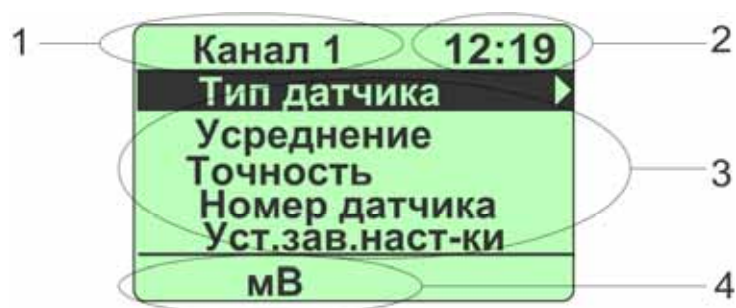 1 Канал 1 12:19 2
Тип датчика
Усреднение
Точность 3
Номер датчика
Уст.зав.наст-ки
мВ 4